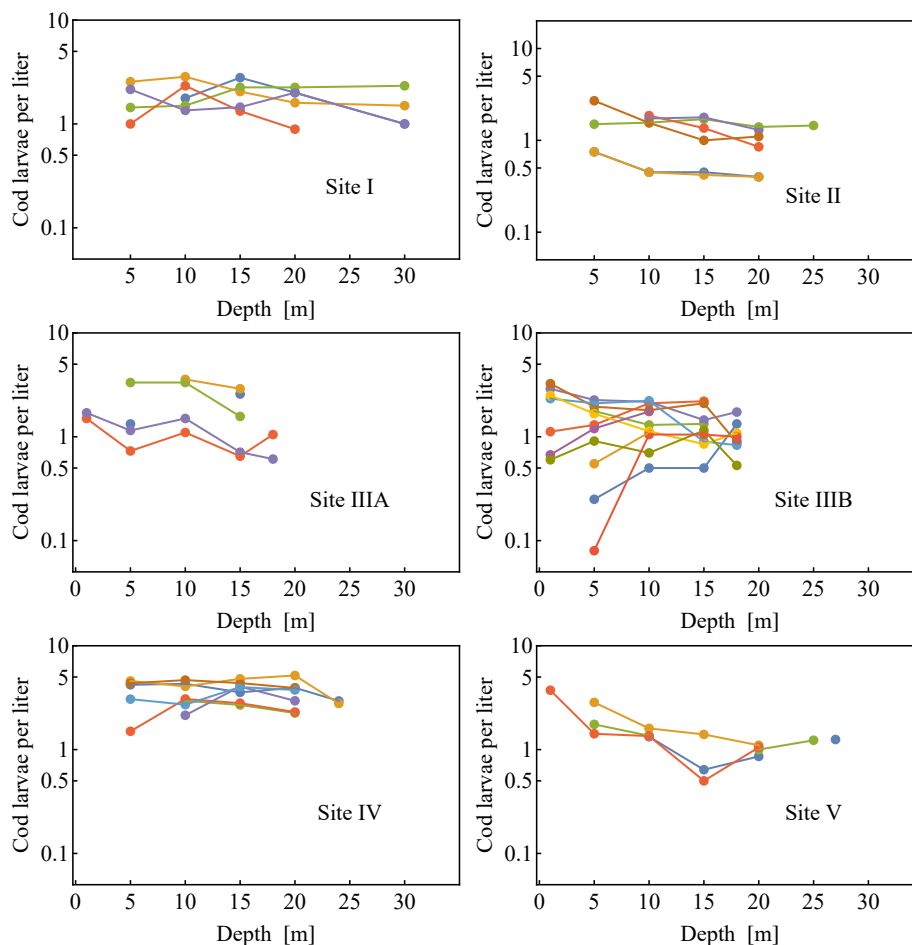 Cod larvae per liter
10
5
1
0.5
0.1
Site I
5 10 15 20 25 30
Depth [m]
Cod larvae per liter
10
5
1
0.5
0.1
Site II
5 10 15 20 25 30
Depth [m]
Cod larvae per liter
10
5
1
0.5
0.1
Site IIIA
0 5 10 15 20 25 30
Depth [m]
Cod larvae per liter
10
5
1
0.5
0.1
Site IIIB
0 5 10 15 20 25 30
Depth [m]
Cod larvae per liter
10
5
1
0.5
0.1
Site IV
0 5 10 15 20 25 30
Depth [m]
Cod larvae per liter
10
5
1
0.5
0.1
Site V
0 5 10 15 20 25 30
Depth [m]